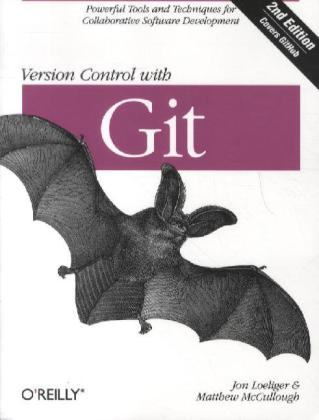 Powerful Tools and Techniques for
Collaborative Software Development
2nd Edition
Covers GitHub
Version Control with
Git
O'REILLY®
Jon Loeliger &
Matthew McCullough